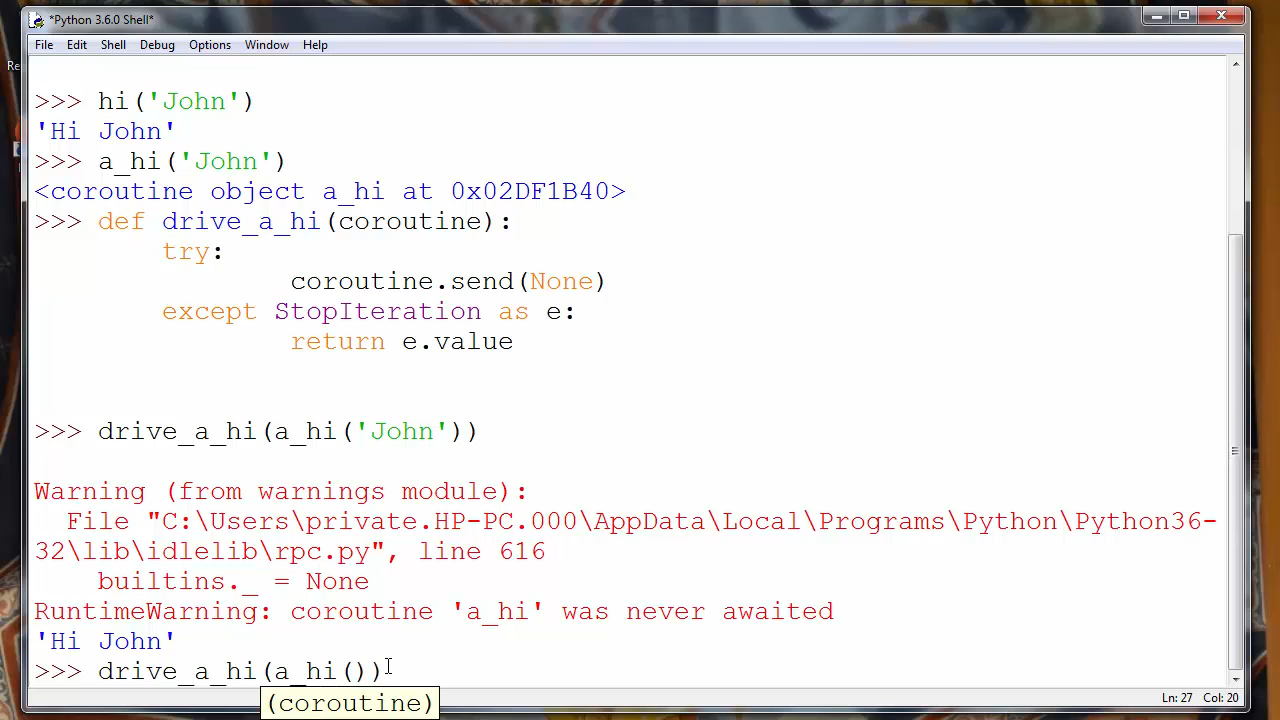 *Python 3.6.0 Shell*
File Edit Shell Debug Options Window Help
Re
>>> hi('John')
'Hi John'
>>> a_hi('John')
<coroutine object a_hi at 0x02DF1B40>
>>> def drive_a_hi(coroutine):
        try:
                coroutine.send(None)
        except StopIteration as e:
                return e.value
>>> drive_a_hi(a_hi('John'))
Warning (from warnings module):
  File "C:\Users\private.HP-PC.000\AppData\Local\Programs\Python\Python36-
32\lib\idlelib\rpc.py", line 616
    builtins._ = None
RuntimeWarning: coroutine 'a_hi' was never awaited
'Hi John'
>>> drive_a_hi(a_hi())
(coroutine)
Ln: 27 Col: 20